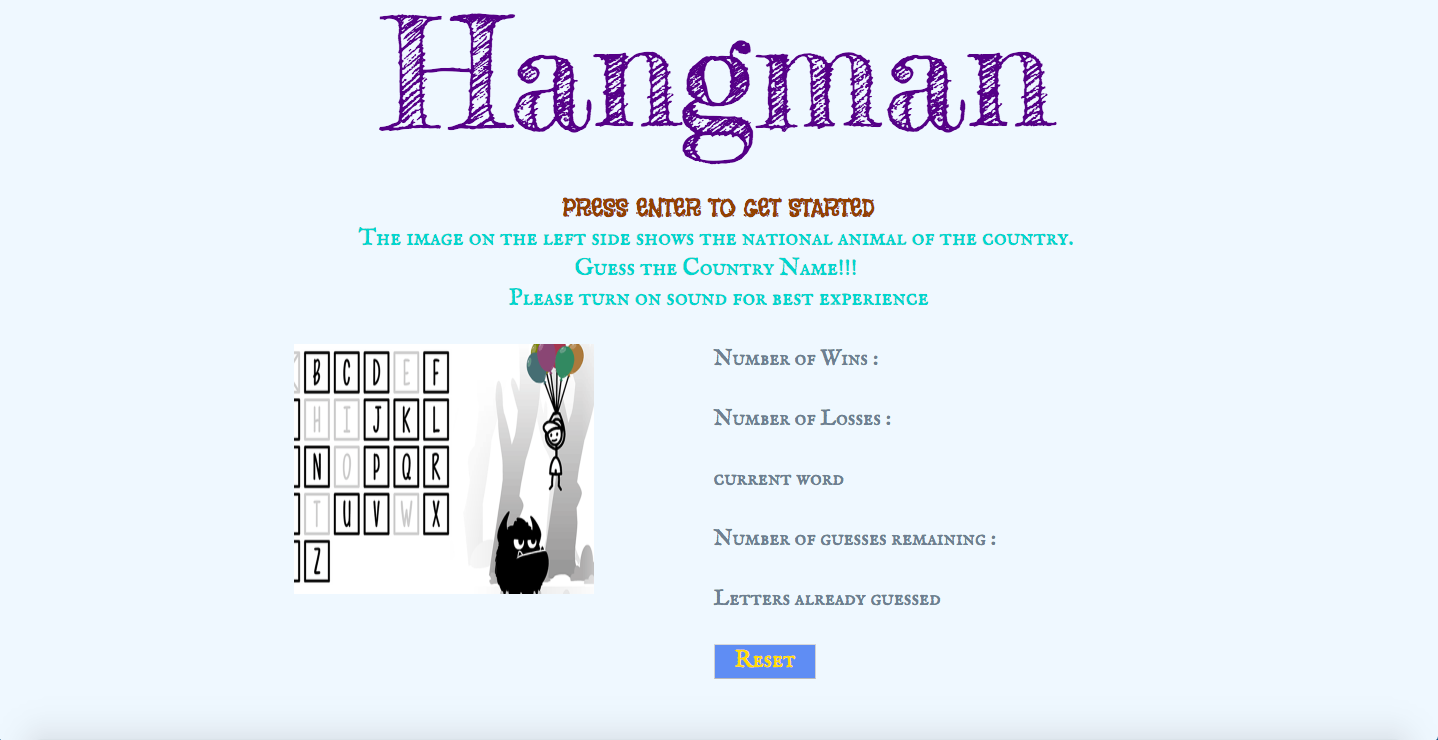 Hangman
Press enter to get started
The image on the left side shows the national animal of the country.
Guess the Country Name!!!
Please turn on sound for best experience
B C D E F
H I J K L
N O P Q R
T U V W X
Z
Number of Wins :
Number of Losses :
current word
Number of guesses remaining :
Letters already guessed
Reset